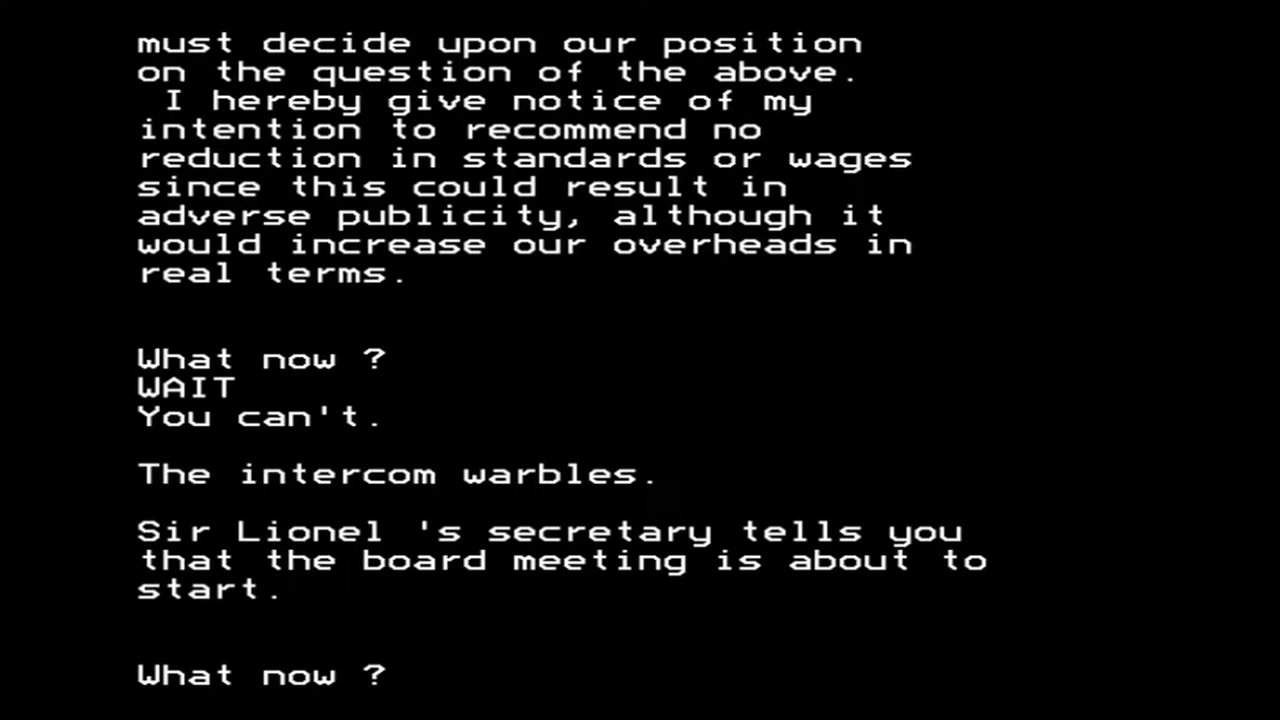 must decide upon our position
on the question of the above.
I hereby give notice of my
intention to recommend no
reduction in standards or wages
since this could result in
adverse publicity, although it
would increase our overheads in
real terms.
What now ?
WAIT
You can't.
The intercom warbles.
Sir Lionel 's secretary tells you
that the board meeting is about to
start.
What now ?